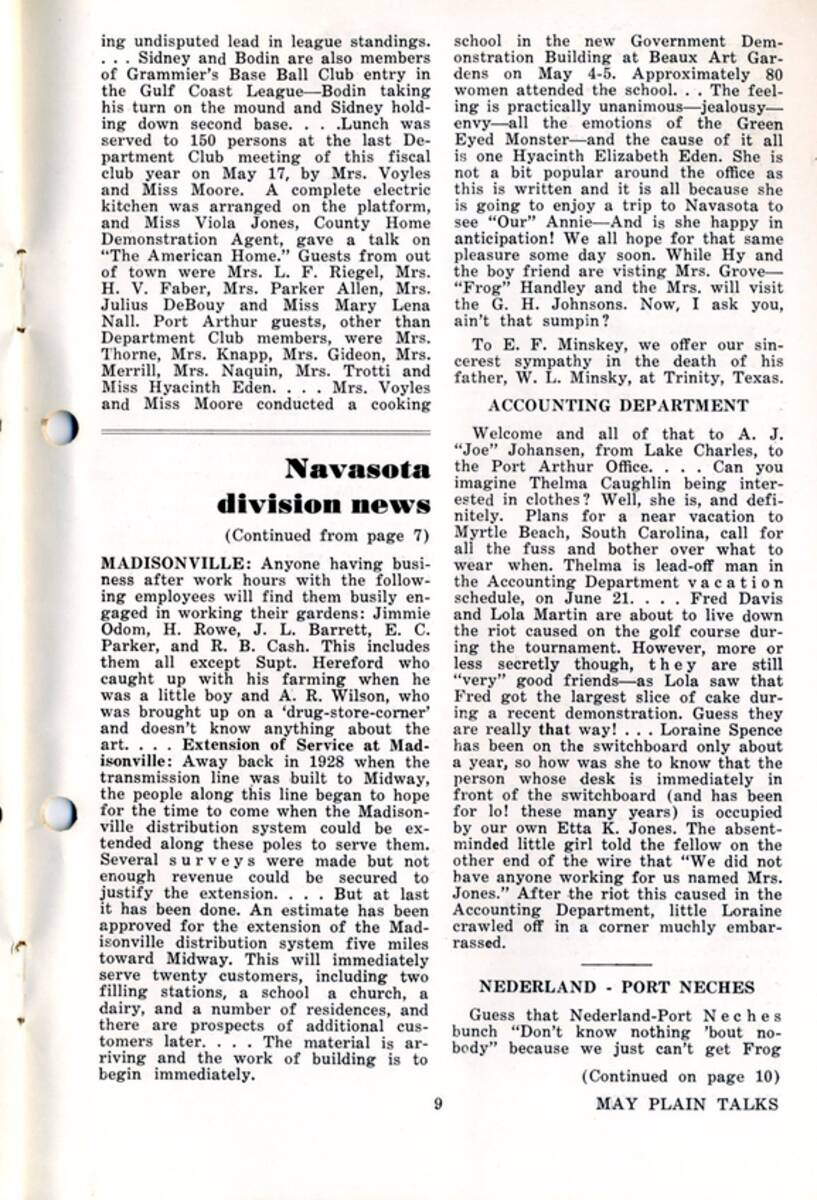 ing undisputed lead in league standings.
. . . Sidney and Bodin are also members
of Grammier's Base Ball Club entry in
the Gulf Coast League—Bodin taking
his turn on the mound and Sidney hold-
ing down second base. . . .Lunch was
served to 150 persons at the last De-
partment Club meeting of this fiscal
club year on May 17, by Mrs. Voyles
and Miss Moore. A complete electric
kitchen was arranged on the platform,
and Miss Viola Jones, County Home
Demonstration Agent, gave a talk on
"The American Home." Guests from out
of town were Mrs. L. F. Riegel, Mrs.
H. V. Faber, Mrs. Parker Allen, Mrs.
Julius DeBouy and Miss Mary Lena
Nall. Port Arthur guests, other than
Department Club members, were Mrs.
Thorne, Mrs. Knapp, Mrs. Gideon, Mrs.
Merrill, Mrs. Naquin, Mrs. Trotti and
Miss Hyacinth Eden. . . . Mrs. Voyles
and Miss Moore conducted a cooking
school in the new Government Dem-
onstration Building at Beaux Art Gar-
dens on May 4-5. Approximately 80
women attended the school. . . The feel-
ing is practically unanimous—jealousy—
envy—all the emotions of the Green
Eyed Monster—and the cause of it all
is one Hyacinth Elizabeth Eden. She is
not a bit popular around the office as
this is written and it is all because she
is going to enjoy a trip to Navasota to
see "Our" Annie—And is she happy in
anticipation! We all hope for that same
pleasure some day soon. While Hy and
the boy friend are visting Mrs. Grove—
"Frog" Handley and the Mrs. will visit
the G. H. Johnsons. Now, I ask you,
ain't that sumpin?
To E. F. Minskey, we offer our sin-
cerest sympathy in the death of his
father, W. L. Minsky, at Trinity, Texas.
ACCOUNTING DEPARTMENT
Welcome and all of that to A. J.
"Joe" Johansen, from Lake Charles, to
the Port Arthur Office. . . . Can you
imagine Thelma Caughlin being inter-
ested in clothes? Well, she is, and defi-
nitely. Plans for a near vacation to
Myrtle Beach, South Carolina, call for
all the fuss and bother over what to
wear when. Thelma is lead-off man in
the Accounting Department vacation
schedule, on June 21. . . . Fred Davis
and Lola Martin are about to live down
the riot caused on the golf course dur-
ing the tournament. However, more or
less secretly though, they are still
"very" good friends—as Lola saw that
Fred got the largest slice of cake dur-
ing a recent demonstration. Guess they
are really that way! . . . Loraine Spence
has been on the switchboard only about
a year, so how was she to know that the
person whose desk is immediately in
front of the switchboard (and has been
for lo! these many years) is occupied
by our own Etta K. Jones. The absent-
minded little girl told the fellow on the
other end of the wire that "We did not
have anyone working for us named Mrs.
Jones." After the riot this caused in the
Accounting Department, little Loraine
crawled off in a corner muchly embar-
rassed.
NEDERLAND - PORT NECHES
Guess that Nederland-Port Neches
bunch "Don't know nothing 'bout no-
body" because we just can't get Frog
(Continued on page 10)
Navasota
division news
(Continued from page 7)
MADISONVILLE: Anyone having busi-
ness after work hours with the follow-
ing employees will find them busily en-
gaged in working their gardens: Jimmie
Odom, H. Rowe, J. L. Barrett, E. C.
Parker, and R. B. Cash. This includes
them all except Supt. Hereford who
caught up with his farming when he
was a little boy and A. R. Wilson, who
was brought up on a 'drug-store-corner'
and doesn't know anything about the
art. . . . Extension of Service at Mad-
isonville: Away back in 1928 when the
transmission line was built to Midway,
the people along this line began to hope
for the time to come when the Madison-
ville distribution system could be ex-
tended along these poles to serve them.
Several surveys were made but not
enough revenue could be secured to
justify the extension. . . . But at last
it has been done. An estimate has been
approved for the extension of the Mad-
isonville distribution system five miles
toward Midway. This will immediately
serve twenty customers, including two
filling stations, a school a church, a
dairy, and a number of residences, and
there are prospects of additional cus-
tomers later. . . . The material is ar-
riving and the work of building is to
begin immediately.
9
MAY PLAIN TALKS